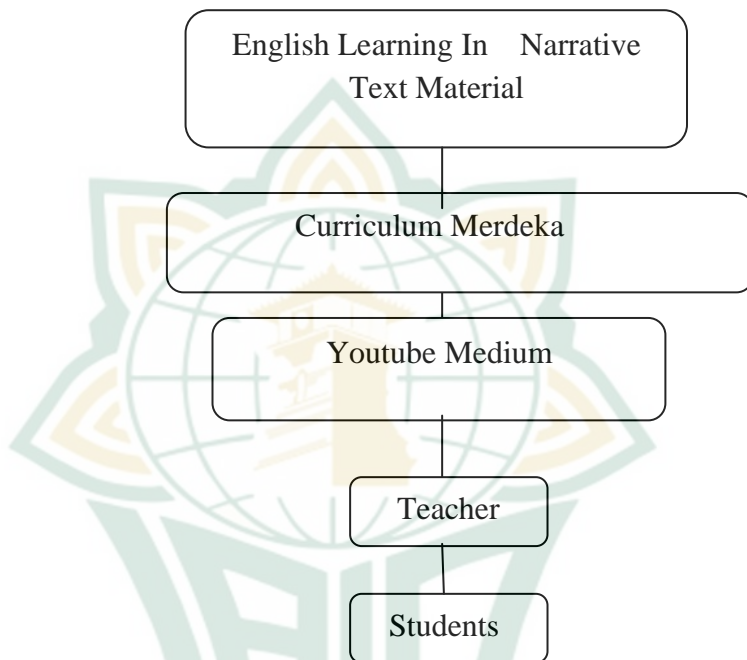 English Learning In Narrative
Text Material
Curriculum Merdeka
Youtube Medium
Teacher
Students